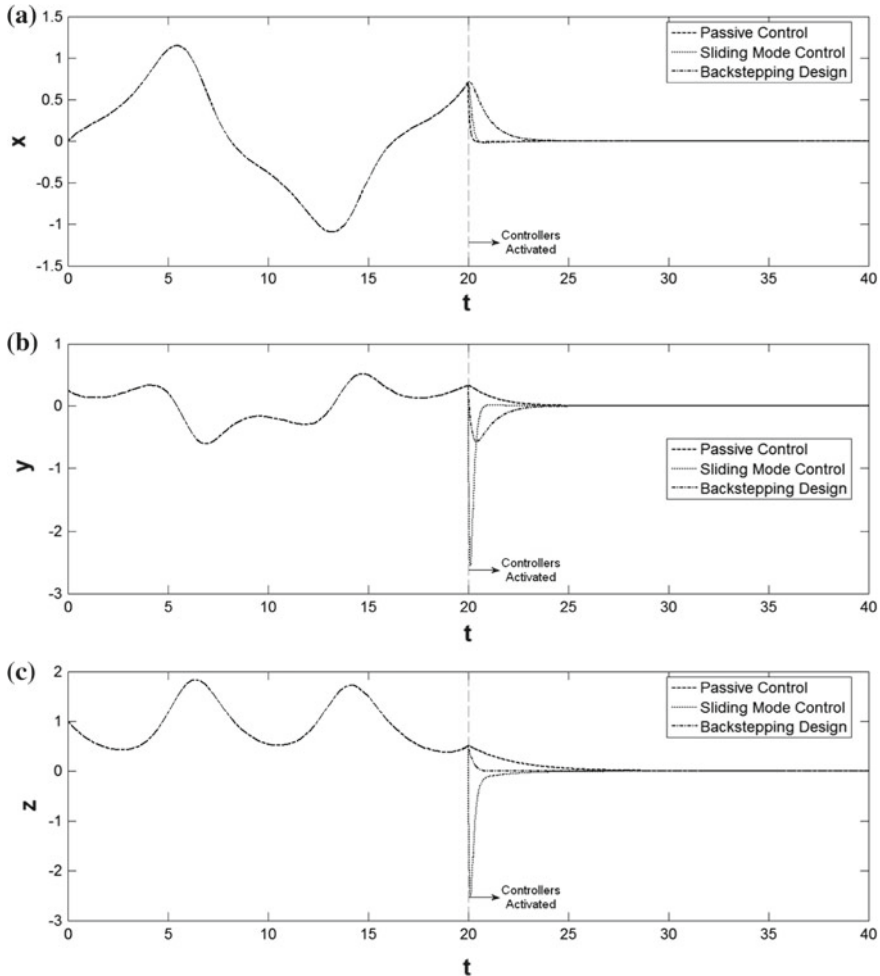 (a)
1.5
1
0.5
0
-0.5
-1
-1.5
x
Passive Control
Sliding Mode Control
Backstepping Design
Controllers
Activated
0 5 10 15 20 25 30 35 40
t
(b)
1
0
-1
-2
-3
y
Passive Control
Sliding Mode Control
Backstepping Design
Controllers
Activated
0 5 10 15 20 25 30 35 40
t
(c)
2
1
0
-1
-2
-3
z
Passive Control
Sliding Mode Control
Backstepping Design
Controllers
Activated
0 5 10 15 20 25 30 35 40
t